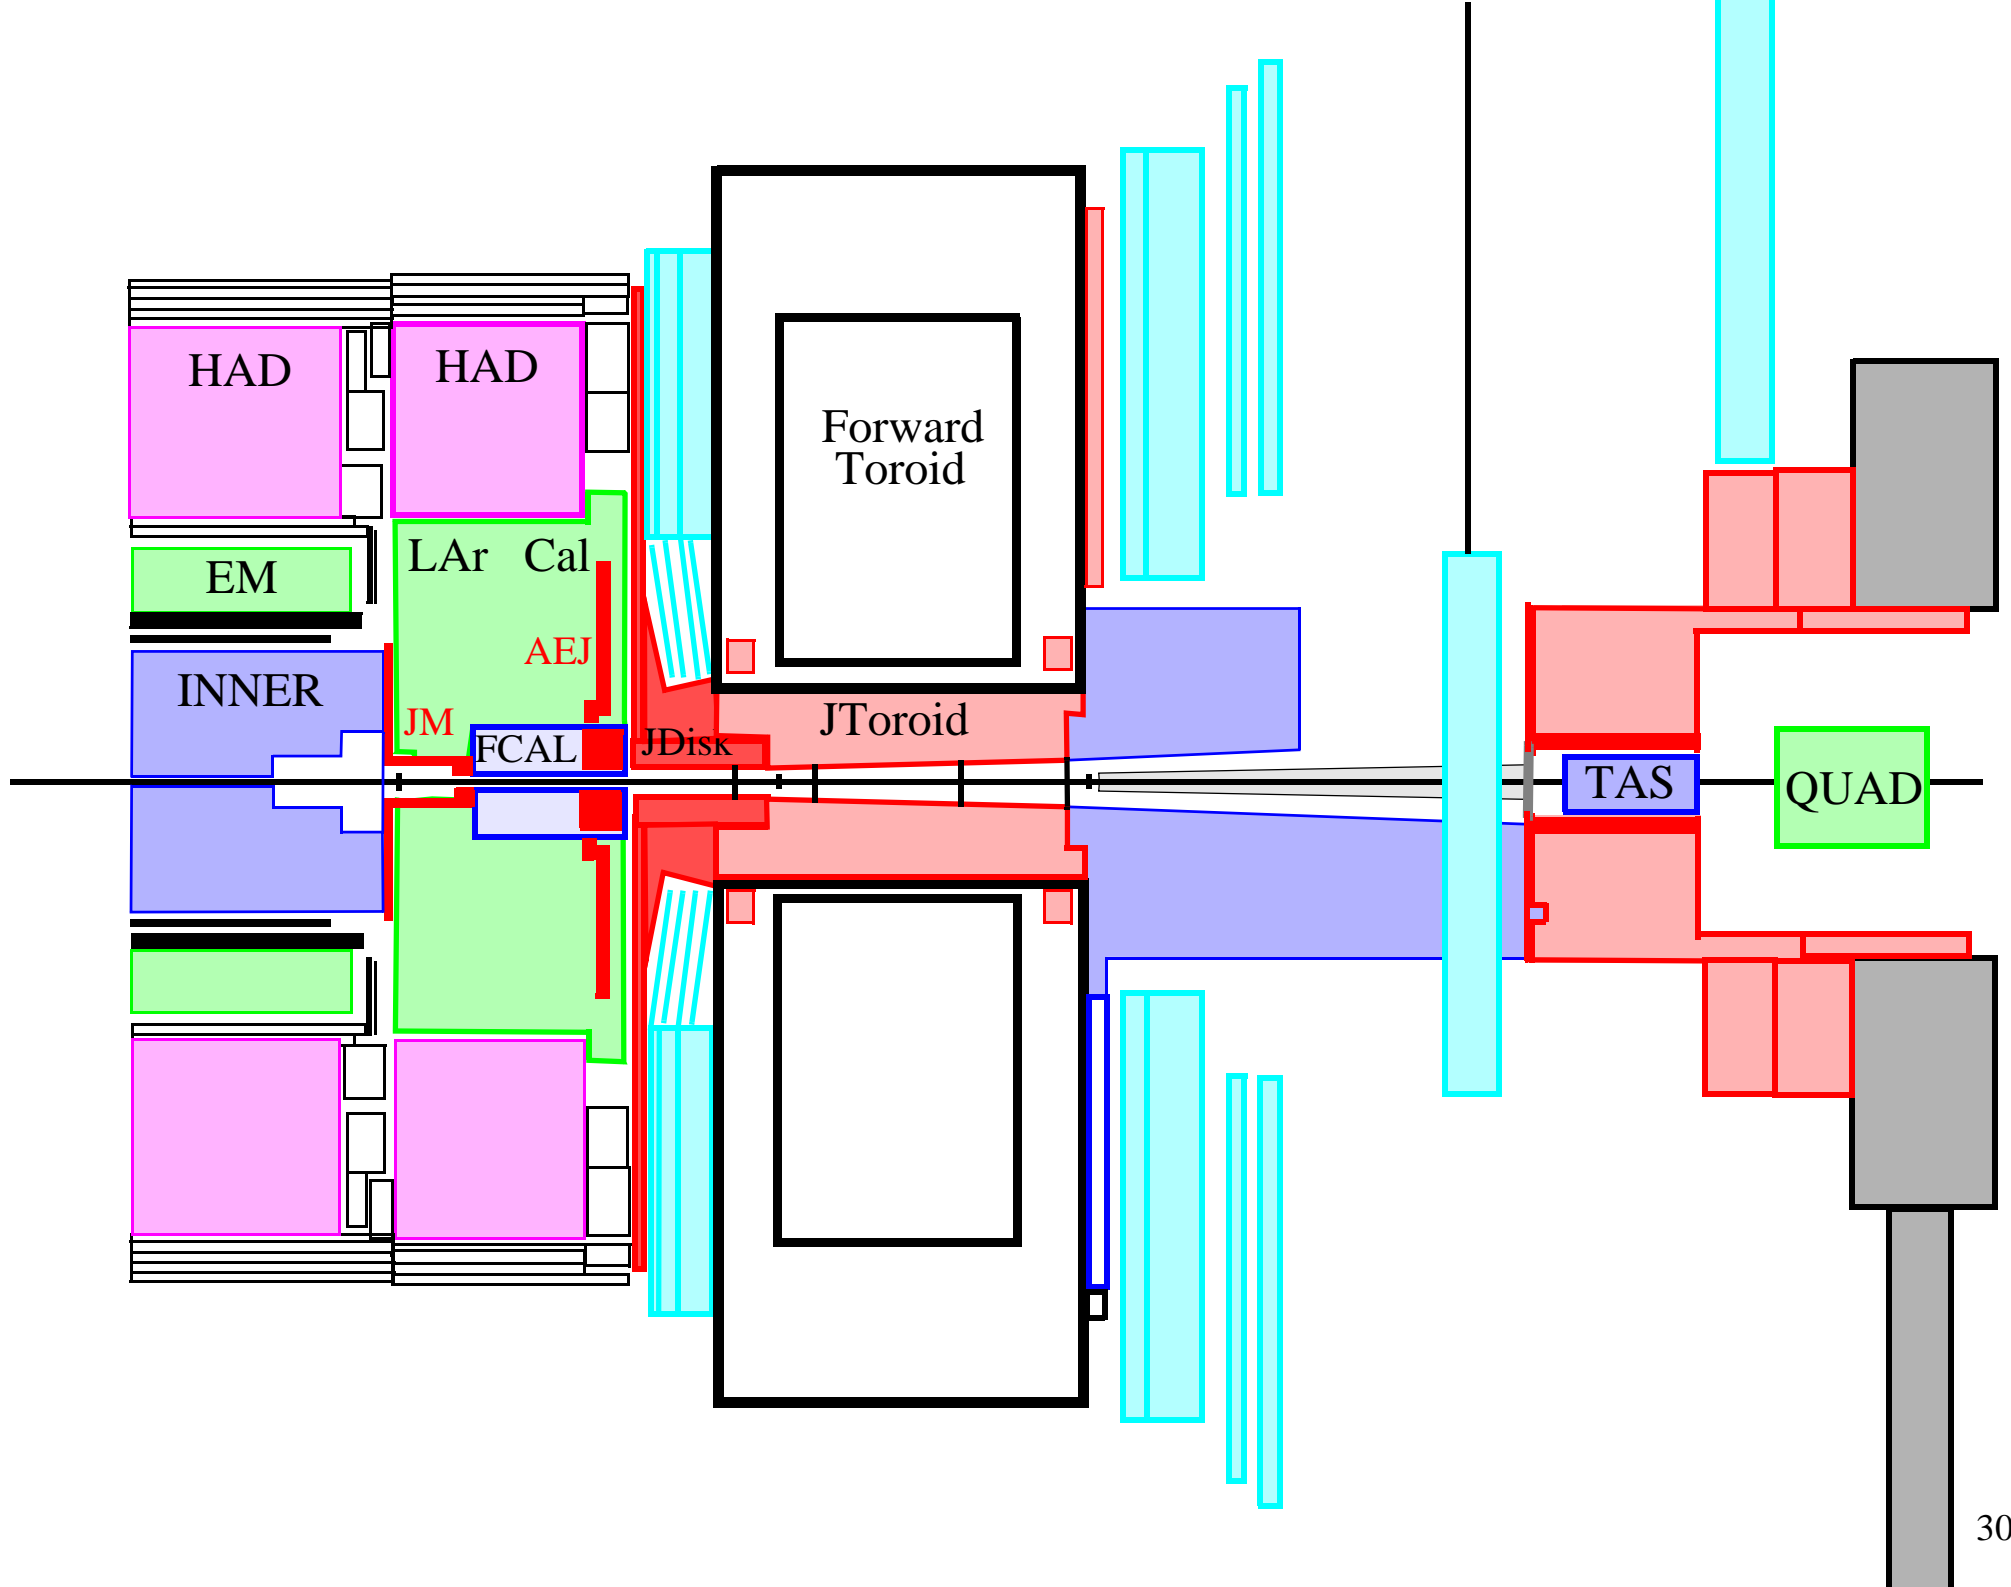 HAD
HAD
Forward
Toroid
LAr Cal
EM
AEJ
INNER
JM
JToroid
FCAL
JDisk
TAS
QUAD
30